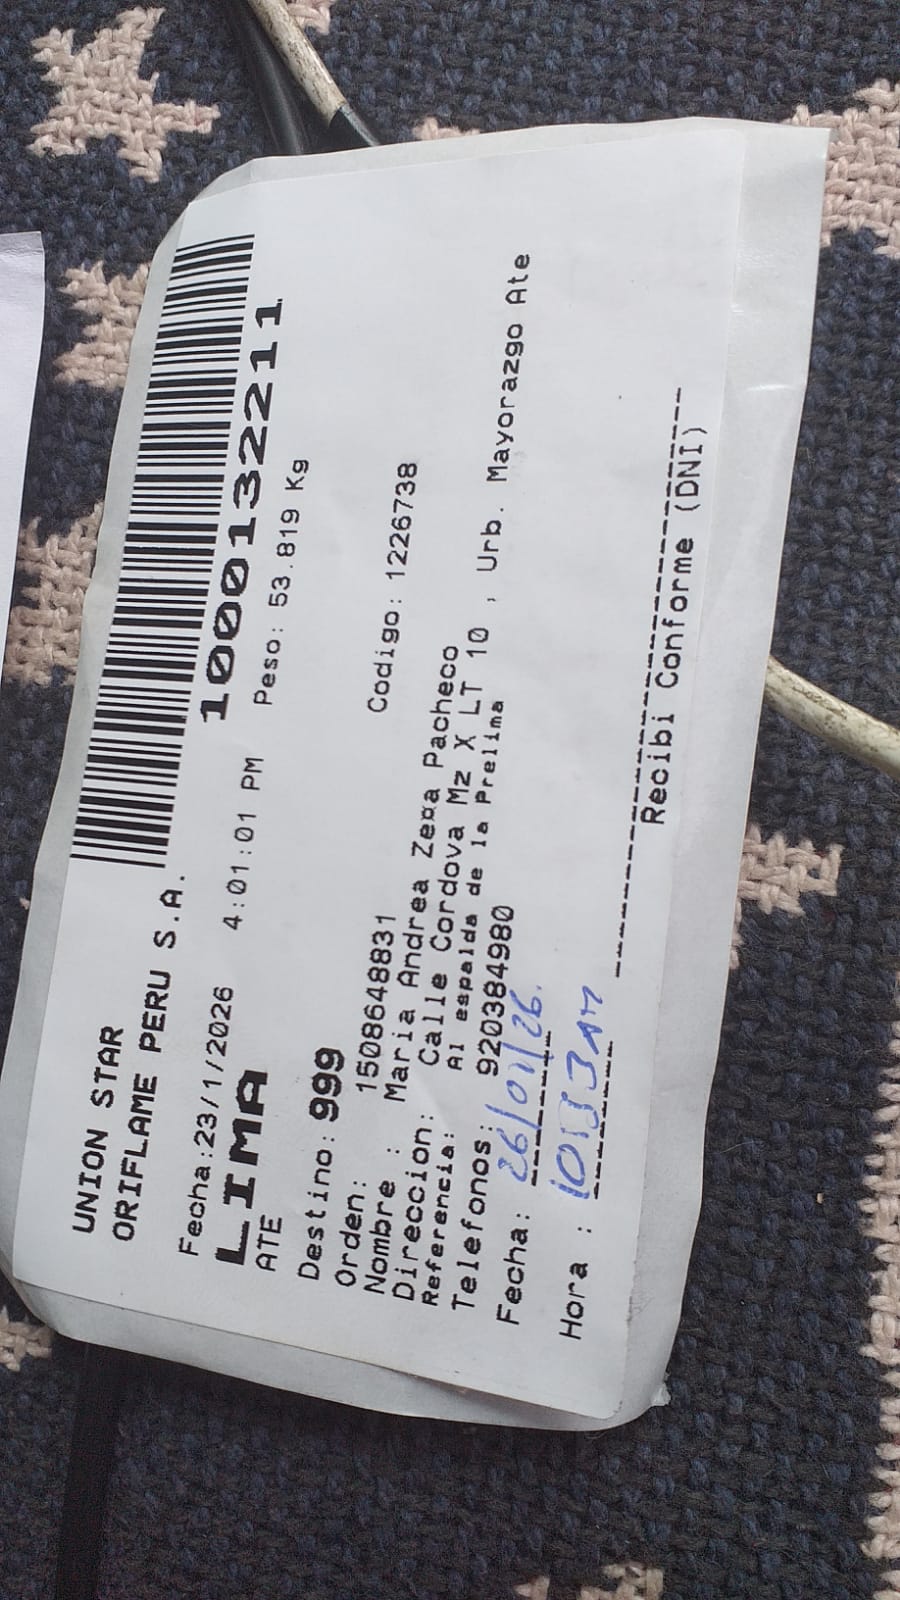 UNION STAR
ORIFLAME PERU S.A.
Fecha:23/1/2026 4:01:01 PM
1000132211
LIMA
Peso: 53.819 Kg
ATE
Destino: 999
Orden: 1508648831
Codigo: 1226738
Nombre : Maria Andrea Pacheco
Direccion: Calle Cordova Mz X LT 10 , Urb. Mayorazgo Ate
Referencia: Al espalda de la Prelima
Telefonos: 920384980
Fecha: 26/01/26.
Hora :
Recibi Conforme (DNI)